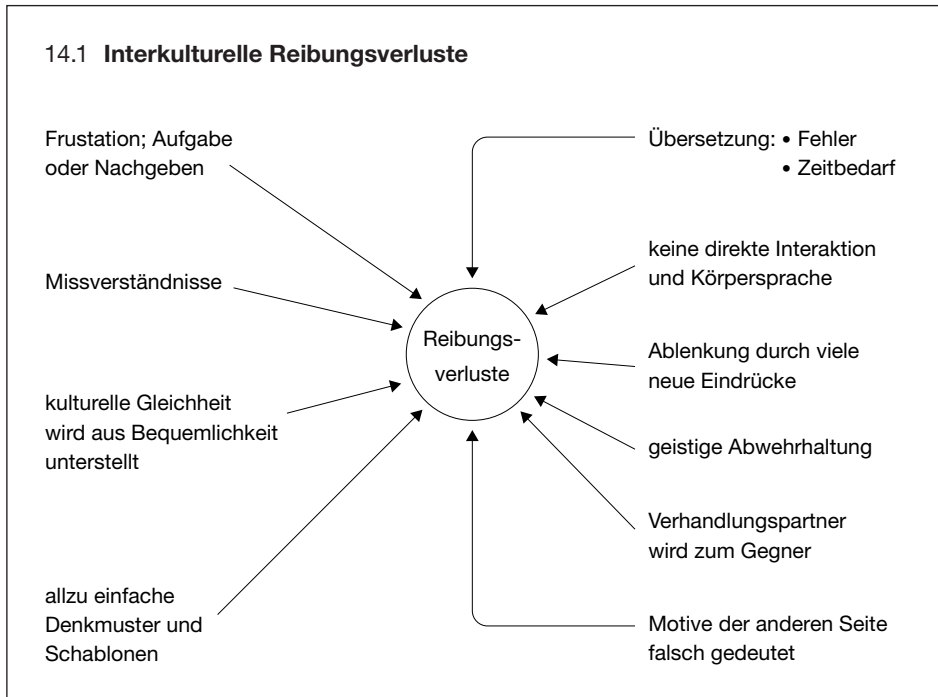 14.1 Interkulturelle Reibungsverluste
Frustation; Aufgabe
oder Nachgeben
Missverständnisse
kulturelle Gleichheit
wird aus Bequemlichkeit
unterstellt
allzu einfache
Denkmuster und
Schablonen
Reibungs-
verluste
Übersetzung: • Fehler
• Zeitbedarf
keine direkte Interaktion
und Körpersprache
Ablenkung durch viele
neue Eindrücke
geistige Abwehrhaltung
Verhandlungspartner
wird zum Gegner
Motive der anderen Seite
falsch gedeutet